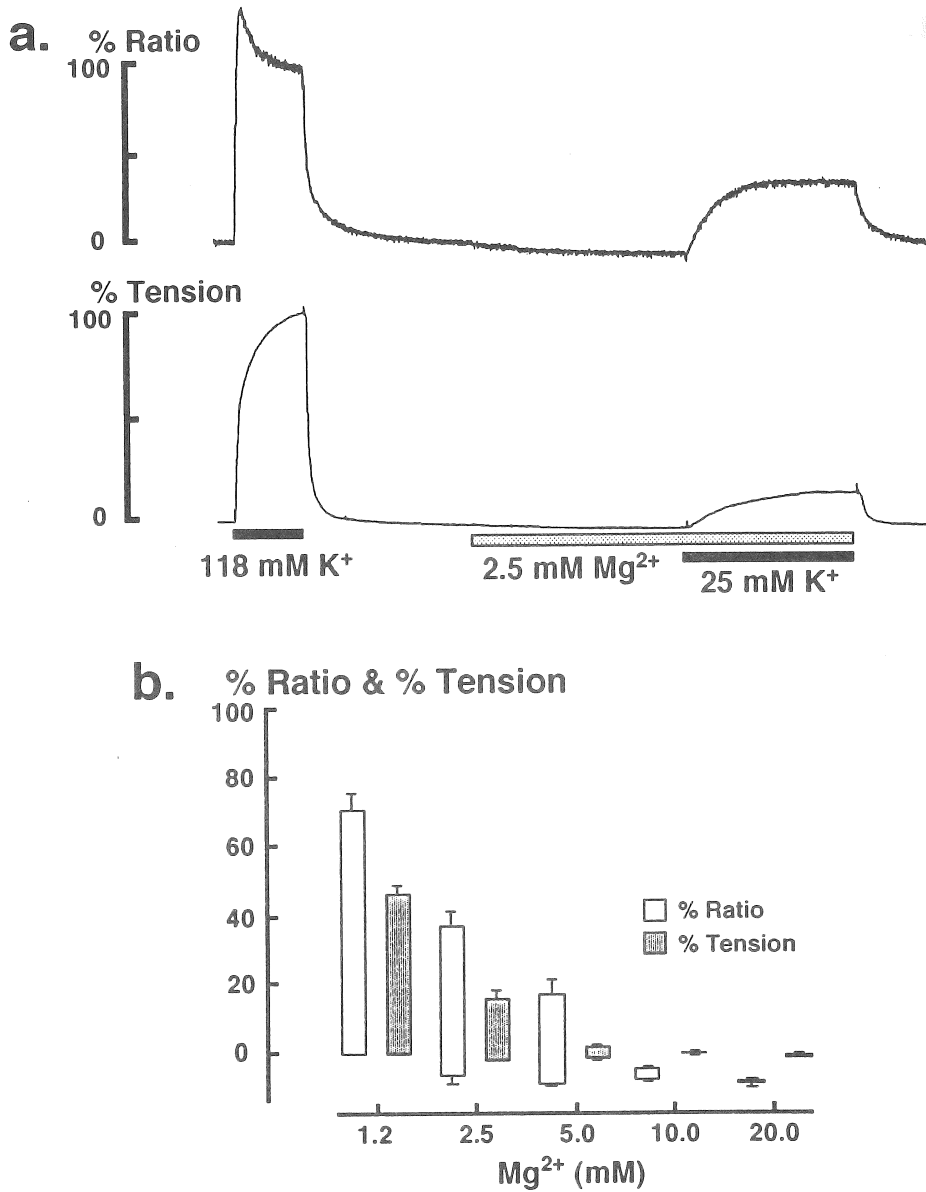 a.
% Ratio
100
0
% Tension
100
0
118 mM K⁺
2.5 mM Mg²⁺
25 mM K⁺
b.
% Ratio & % Tension
100
80
60
40
20
0
% Ratio
% Tension
1.2 2.5 5.0 10.0 20.0
Mg²⁺ (mM)